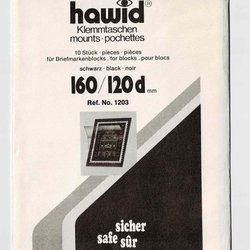 hawid ®
Klemmtaschen
mounts · pochettes
10 Stück · pieces · pièces
für Briefmarkenblocks . for blocks . pour blocs
schwarz · black · noir
160/120 d mm
Ref. No. 1203
sicher
safe
sûr